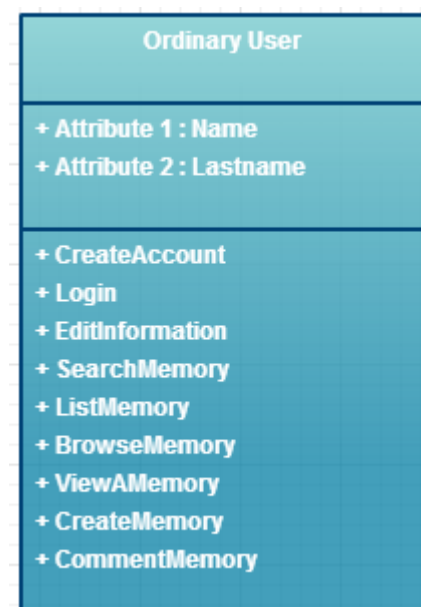 Ordinary User
+ Attribute 1 : Name
+ Attribute 2 : Lastname
+ CreateAccount
+ Login
+ EditInformation
+ SearchMemory
+ ListMemory
+ BrowseMemory
+ ViewAMemory
+ CreateMemory
+ CommentMemory